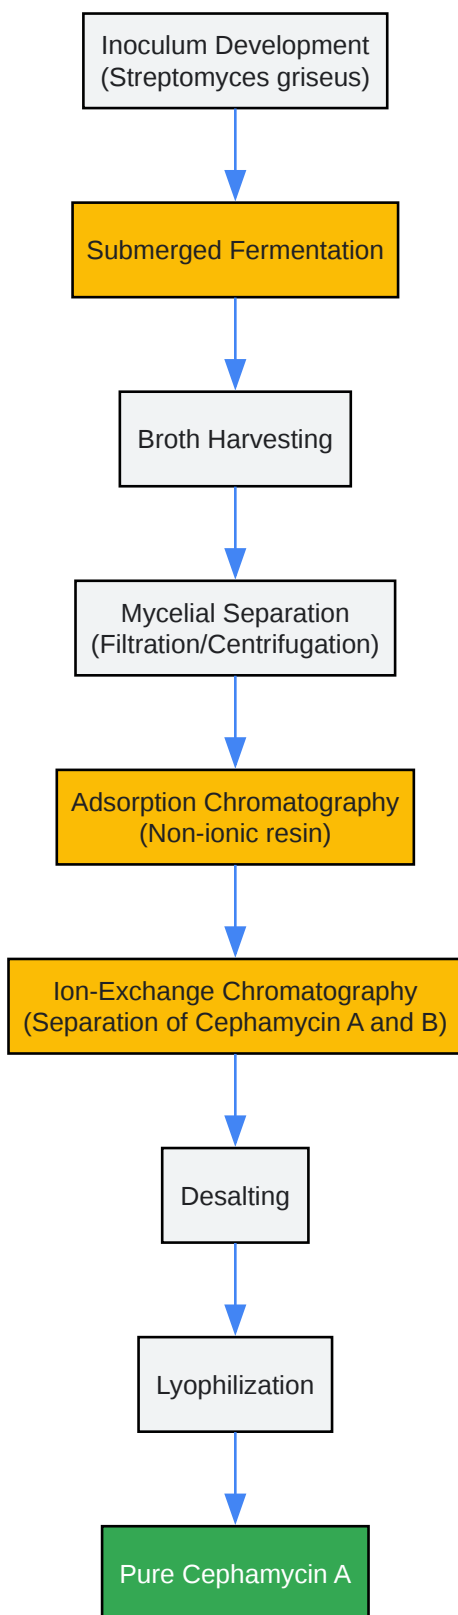 Inoculum Development
(Streptomyces griseus)
Submerged Fermentation
Broth Harvesting
Mycelial Separation
(Filtration/Centrifugation)
Adsorption Chromatography
(Non-ionic resin)
Ion-Exchange Chromatography
(Separation of Cephamycin A and B)
Desalting
Lyophilization
Pure Cephamycin A